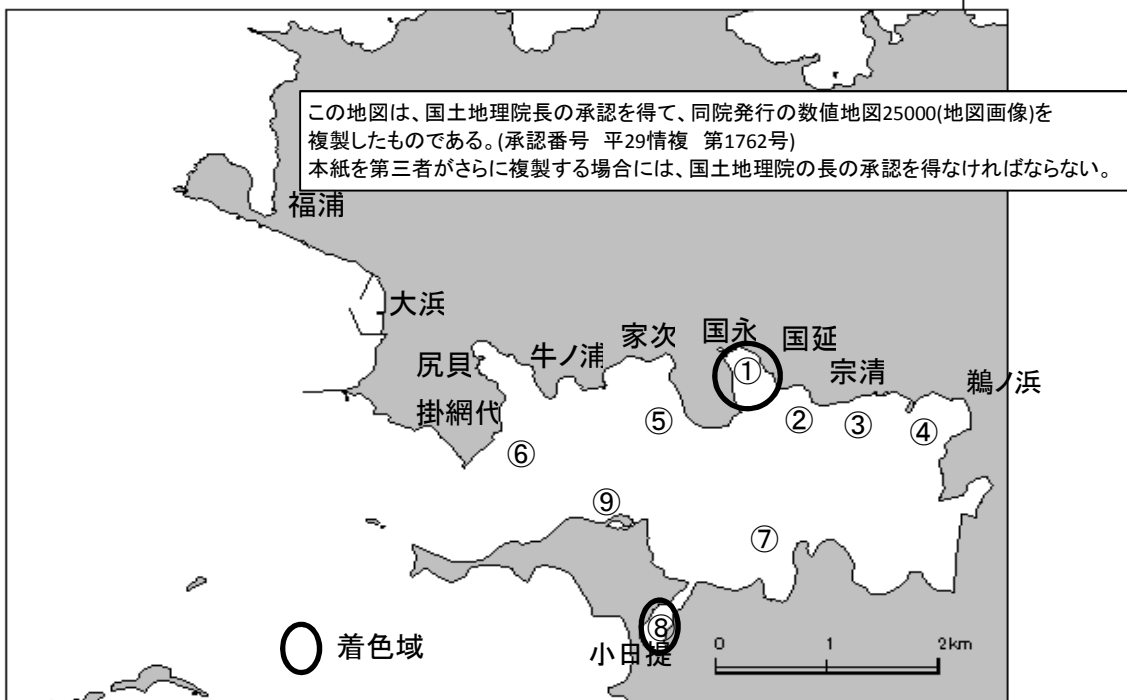 この地図は、国土地理院長の承認を得て、同院発行の数値地図25000(地図画像)を
複製したものである。(承認番号 平29情複 第1762号)
本紙を第三者がさらに複製する場合には、国土地理院の長の承認を得なければならない。
福浦
大浜
尻貝
掛網代
牛ノ浦
家次
国永
国延
宗清
鵜ノ浜
①
②
③
④
⑤
⑥
⑦
⑨
⑧
小日提
着色域
0 1 2km